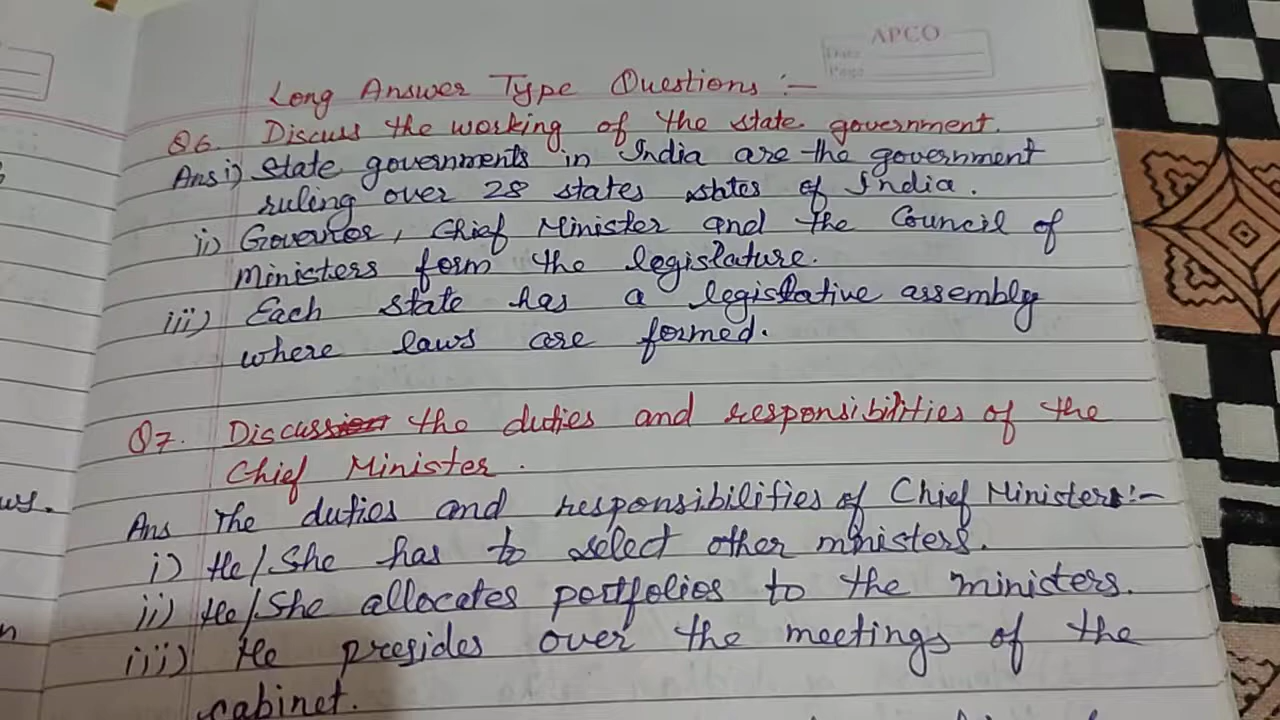 APCO
Date
Page
Long Answer Type Questions :-
Q6. Discuss the working of the state government.
Ans i) State governments in India are the government
ruling over 28 states states of India.
ii) Governor, Chief Minister and the Council of
Ministers form the legislature.
iii) Each state has a legislative assembly
where laws are formed.
Q7. Discuss the duties and responsibilities of the
Chief Minister.
Ans The duties and responsibilities of Chief Minister:-
i) He/She has to select other ministers.
ii) He/She allocates portfolios to the ministers.
iii) He presides over the meetings of the
cabinet.